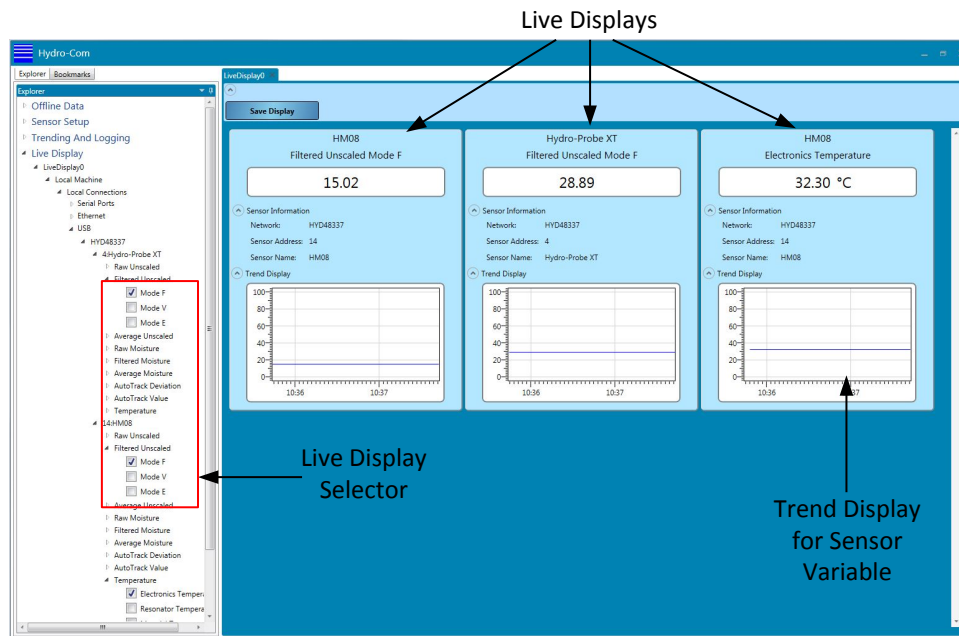 Live Displays
Hydro-Com
Explorer Bookmarks
Explorer
Offline Data
Sensor Setup
Trending And Logging
Live Display
LiveDisplay0
Local Machine
Local Connections
Serial Ports
Ethernet
USB
HYD48337
4:Hydro-Probe XT
Raw Unscaled
Filtered Unscaled
Mode F
Mode V
Mode E
Average Unscaled
Raw Moisture
Filtered Moisture
Average Moisture
AutoTrack Deviation
AutoTrack Value
Temperature
14:HM08
Raw Unscaled
Filtered Unscaled
Mode F
Mode V
Mode E
Average Unscaled
Raw Moisture
Filtered Moisture
Average Moisture
AutoTrack Deviation
AutoTrack Value
Temperature
Electronics Tempera
Resonator Tempera
LiveDisplay0
Save Display
HM08
Filtered Unscaled Mode F
15.02
Sensor Information
Network: HYD48337
Sensor Address: 14
Sensor Name: HM08
Trend Display
100
80
60
40
20
0
10:36 10:37
Hydro-Probe XT
Filtered Unscaled Mode F
28.89
Sensor Information
Network: HYD48337
Sensor Address: 4
Sensor Name: Hydro-Probe XT
Trend Display
100
80
60
40
20
0
10:36 10:37
HM08
Electronics Temperature
32.30 °C
Sensor Information
Network: HYD48337
Sensor Address: 14
Sensor Name: HM08
Trend Display
100
80
60
40
20
0
10:36 10:37
Live Display
Selector
Trend Display
for Sensor
Variable